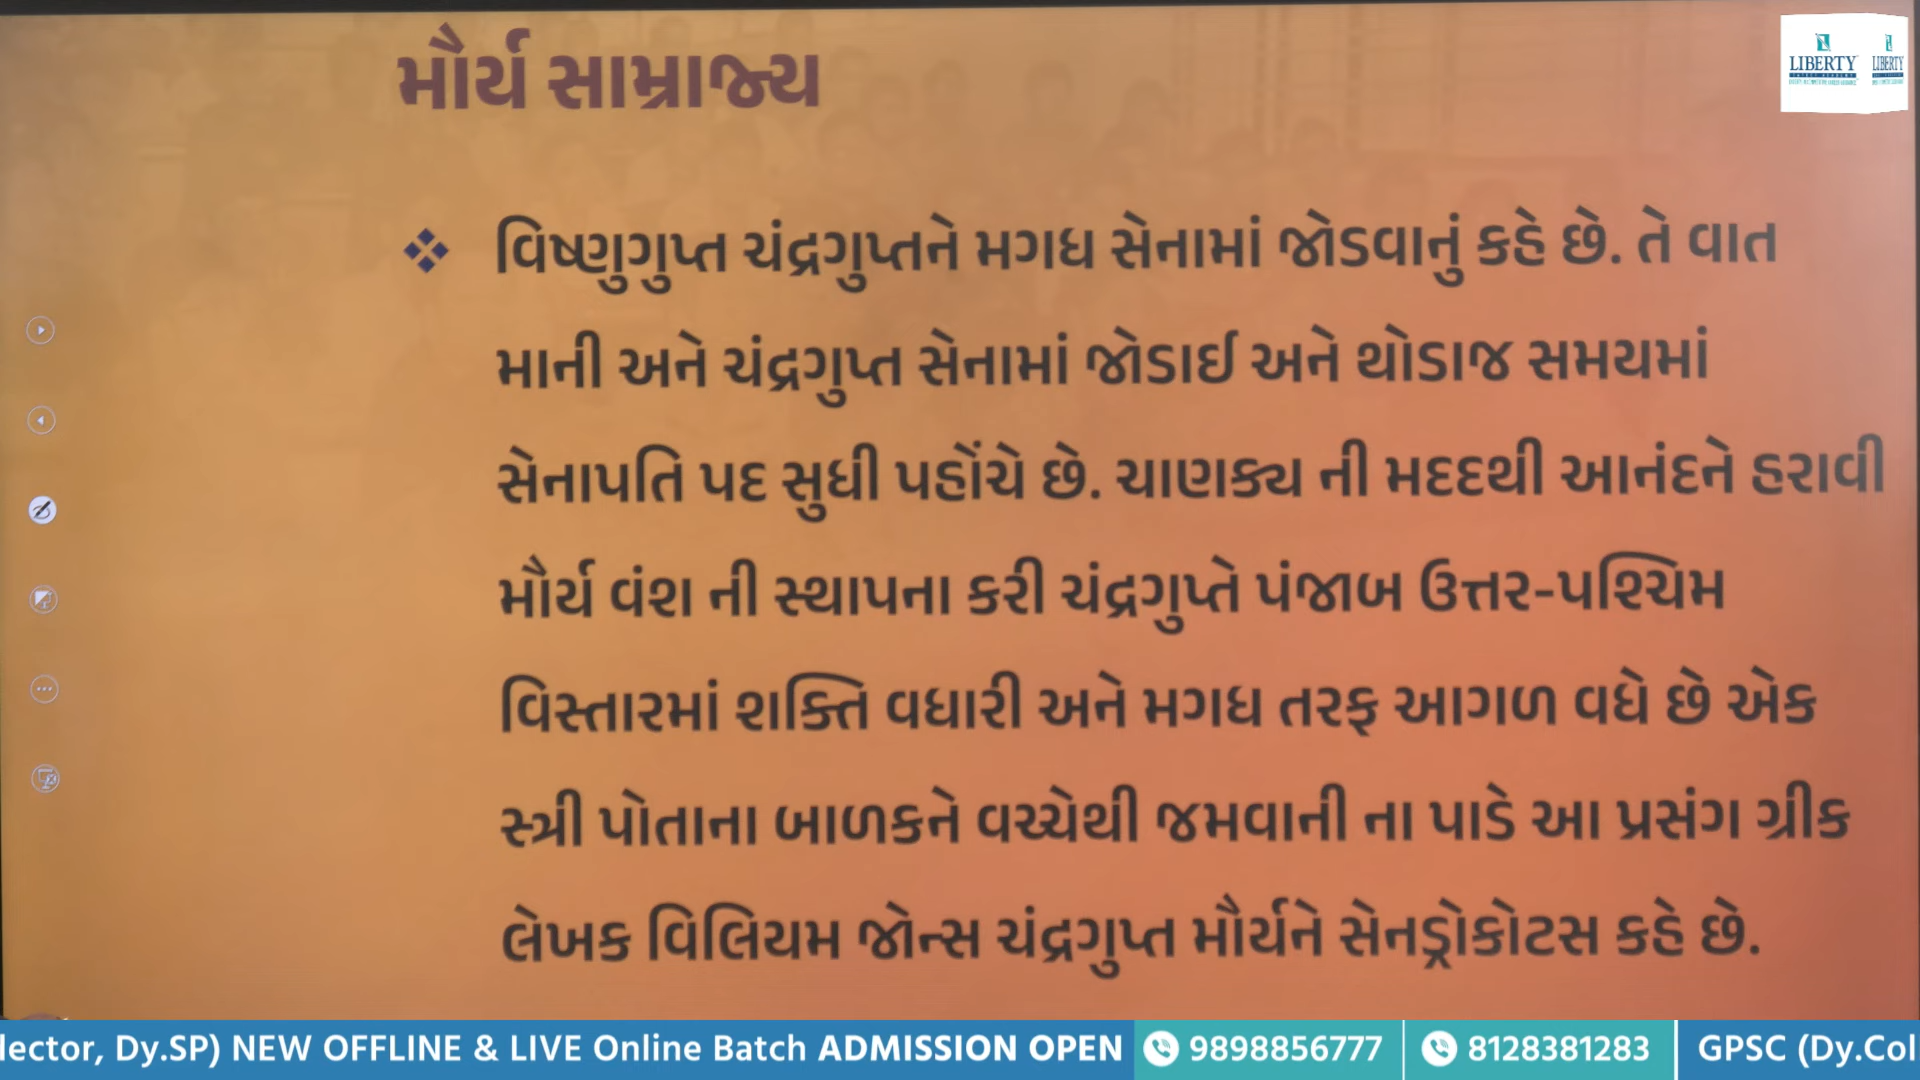 મૌર્ય સામ્રાજ્ય
LIBERTY
LIBERTY
વિષ્ણુગુપ્ત ચંદ્રગુપ્તને મગધ સેનામાં જોડવાનું કહે છે. તે વાત
માની અને ચંદ્રગુપ્ત સેનામાં જોડાઈ અને થોડાજ સમયમાં
સેનાપતિ પદ સુધી પહોંચે છે. ચાણક્ય ની મદદથી આનંદને હરાવી
મૌર્ય વંશ ની સ્થાપના કરી ચંદ્રગુપ્તે પંજાબ ઉત્તર-પશ્ચિમ
વિસ્તારમાં શક્તિ વધારી અને મગધ તરફ આગળ વધે છે એક
સ્ત્રી પોતાના બાળકને વચ્ચેથી જમવાની ના પાડે આ પ્રસંગ ગ્રીક
લેખક વિલિયમ જોન્સ ચંદ્રગુપ્ત મૌર્યને સેનડ્રોકોટસ કહે છે.
lector, Dy.SP) NEW OFFLINE & LIVE Online Batch ADMISSION OPEN 9898856777 8128381283 GPSC (Dy.Col